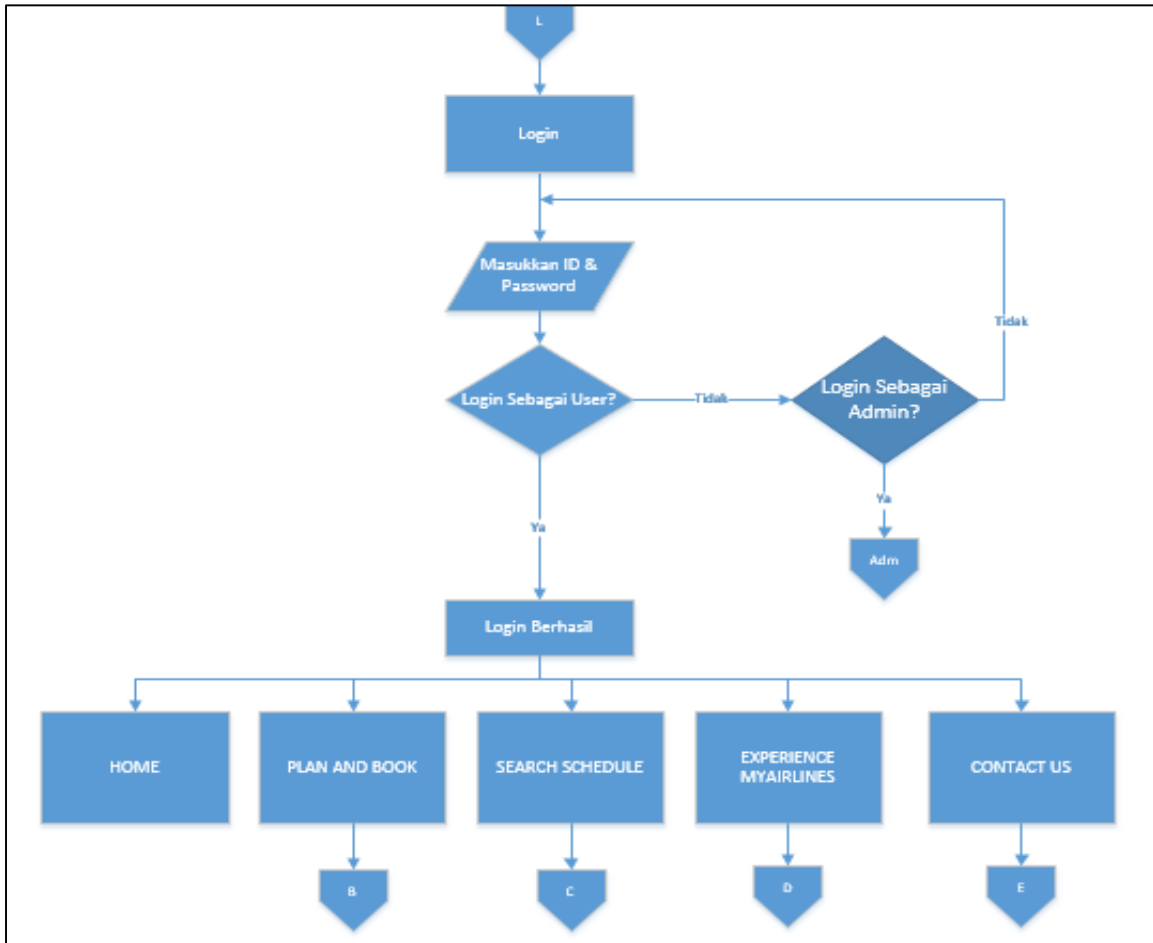 L
Login
Masukkan ID &
Password
Tidak
Login Sebagai User?
Tidak
Login Sebagai
Admin?
Ya
Ya
Adm
Login Berhasil
HOME
PLAN AND BOOK
SEARCH SCHEDULE
EXPERIENCE
MYAIRLINES
CONTACT US
B
C
D
E